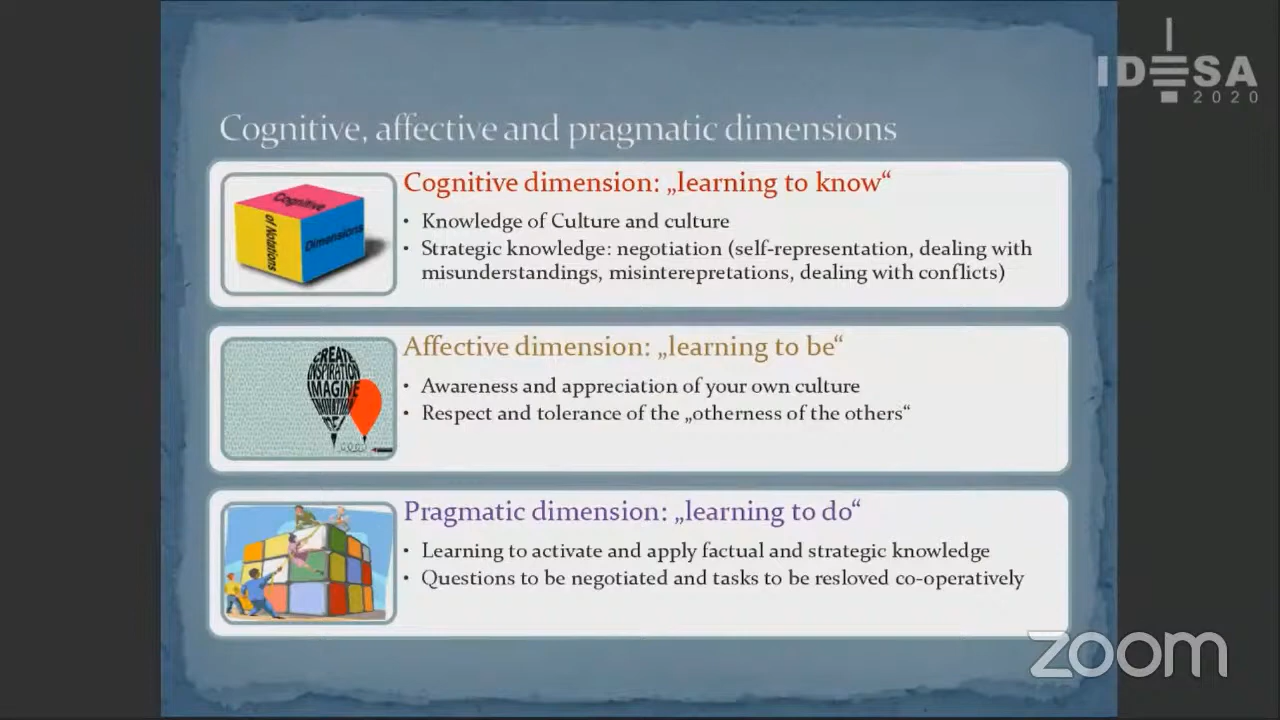 IDESA
2020
Cognitive, affective and pragmatic dimensions
Cognitive dimension: „learning to know“
• Knowledge of Culture and culture
• Strategic knowledge: negotiation (self-representation, dealing with
misunderstandings, misinterepretations, dealing with conflicts)
Cognitive
of Notations
Dimensions
Affective dimension: „learning to be“
• Awareness and appreciation of your own culture
• Respect and tolerance of the „otherness of the others“
CREATE
INSPIRATION
IMAGINE
Pragmatic dimension: „learning to do“
• Learning to activate and apply factual and strategic knowledge
• Questions to be negotiated and tasks to be resloved co-operatively
zoom